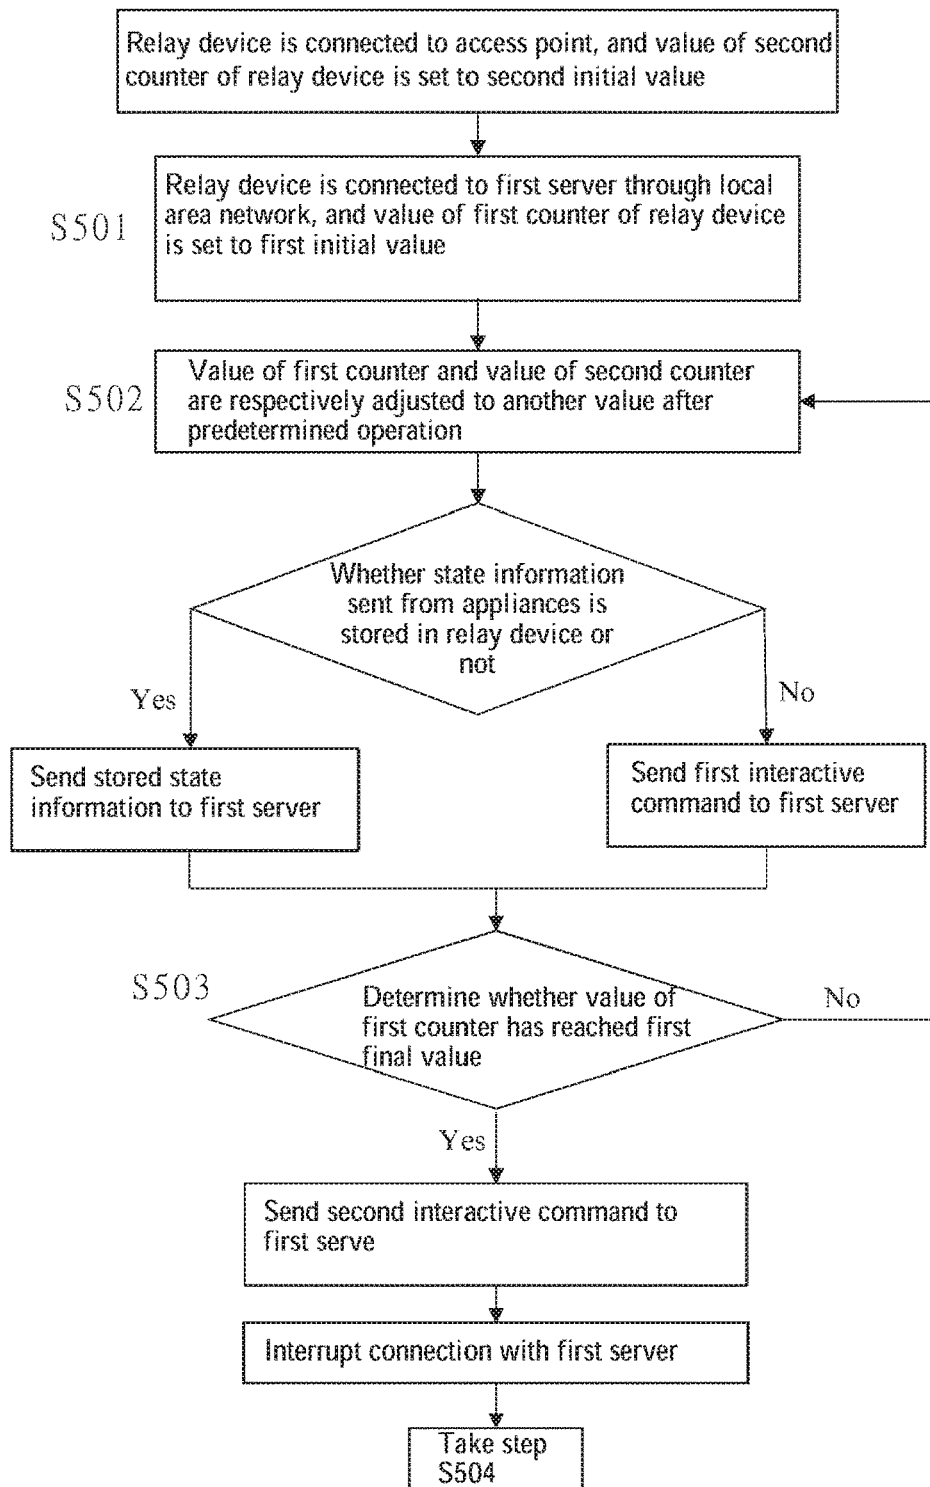 Relay device is connected to access point, and value of second
counter of relay device is set to second initial value
S501
Relay device is connected to first server through local
area network, and value of first counter of relay device
is set to first initial value
S502
Value of first counter and value of second counter
are respectively adjusted to another value after
predetermined operation
Whether state information
sent from appliances is
stored in relay device or
not
Yes
No
Send stored state
information to first server
Send first interactive
command to first server
S503
Determine whether value of
first counter has reached first
final value
No
Yes
Send second interactive command to
first serve
Interrupt connection with first server
Take step
S504